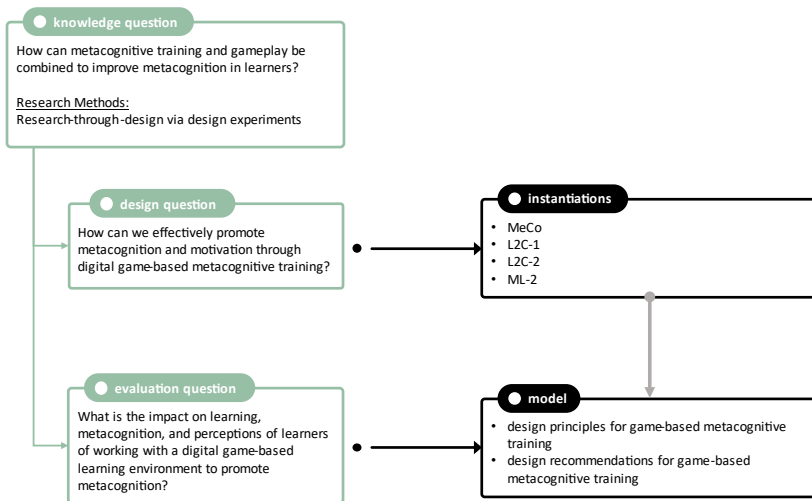 knowledge question
How can metacognitive training and gameplay be
combined to improve metacognition in learners?
Research Methods:
Research-through-design via design experiments
design question
How can we effectively promote
metacognition and motivation through
digital game-based metacognitive training?
instantiations
• MeCo
• L2C-1
• L2C-2
• ML-2
evaluation question
What is the impact on learning,
metacognition, and perceptions of learners
of working with a digital game-based
learning environment to promote
metacognition?
model
• design principles for game-based metacognitive
training
• design recommendations for game-based
metacognitive training